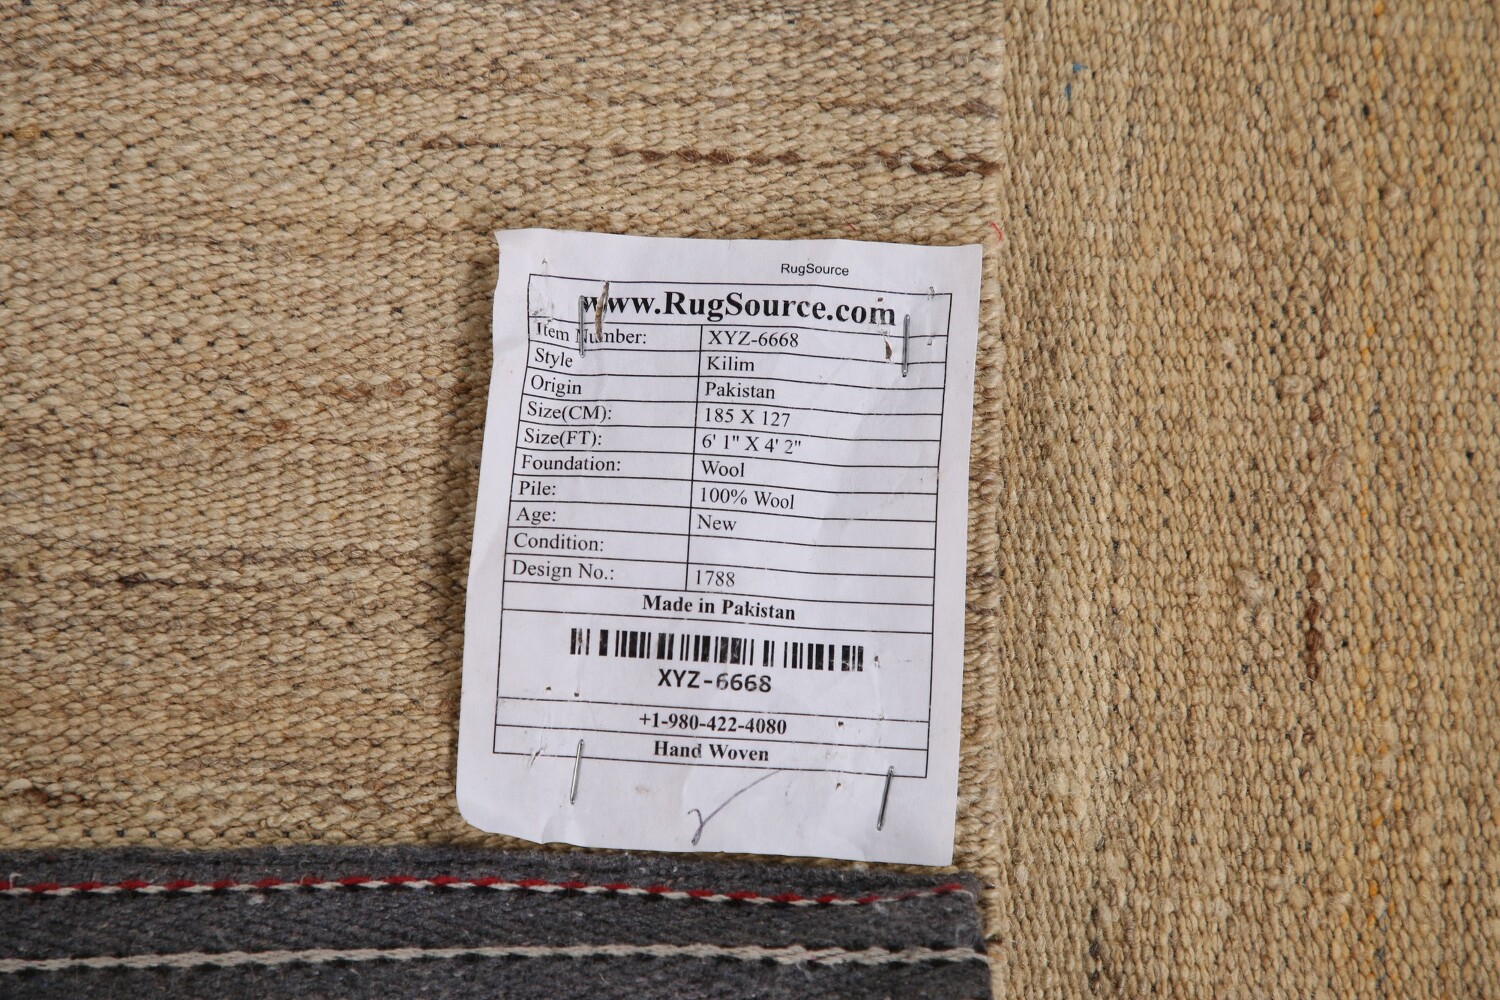 RugSource
www.RugSource.com
Item Number: XYZ-6668
Style Kilim
Origin Pakistan
Size(CM): 185 X 127
Size(FT): 6' 1" X 4' 2"
Foundation: Wool
Pile: 100% Wool
Age: New
Condition:
Design No.: 1788
Made in Pakistan
XYZ-6668
+1-980-422-4080
Hand Woven